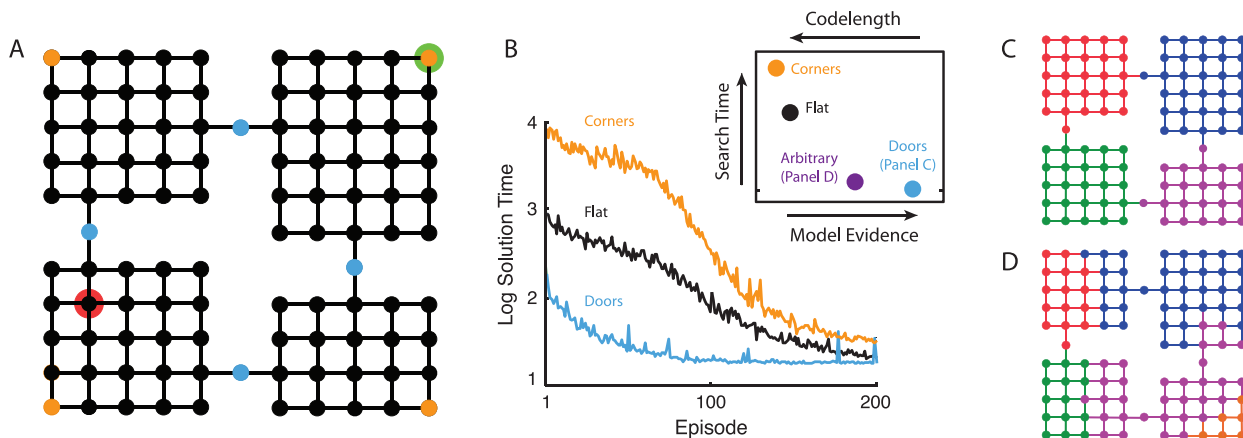 A
B
Log Solution Time
4
3
2
1
Corners
Flat
Doors
1
100
200
Episode
Codelength
Search Time
Corners
Flat
Arbitrary
(Panel D)
Doors
(Panel C)
Model Evidence
C
D